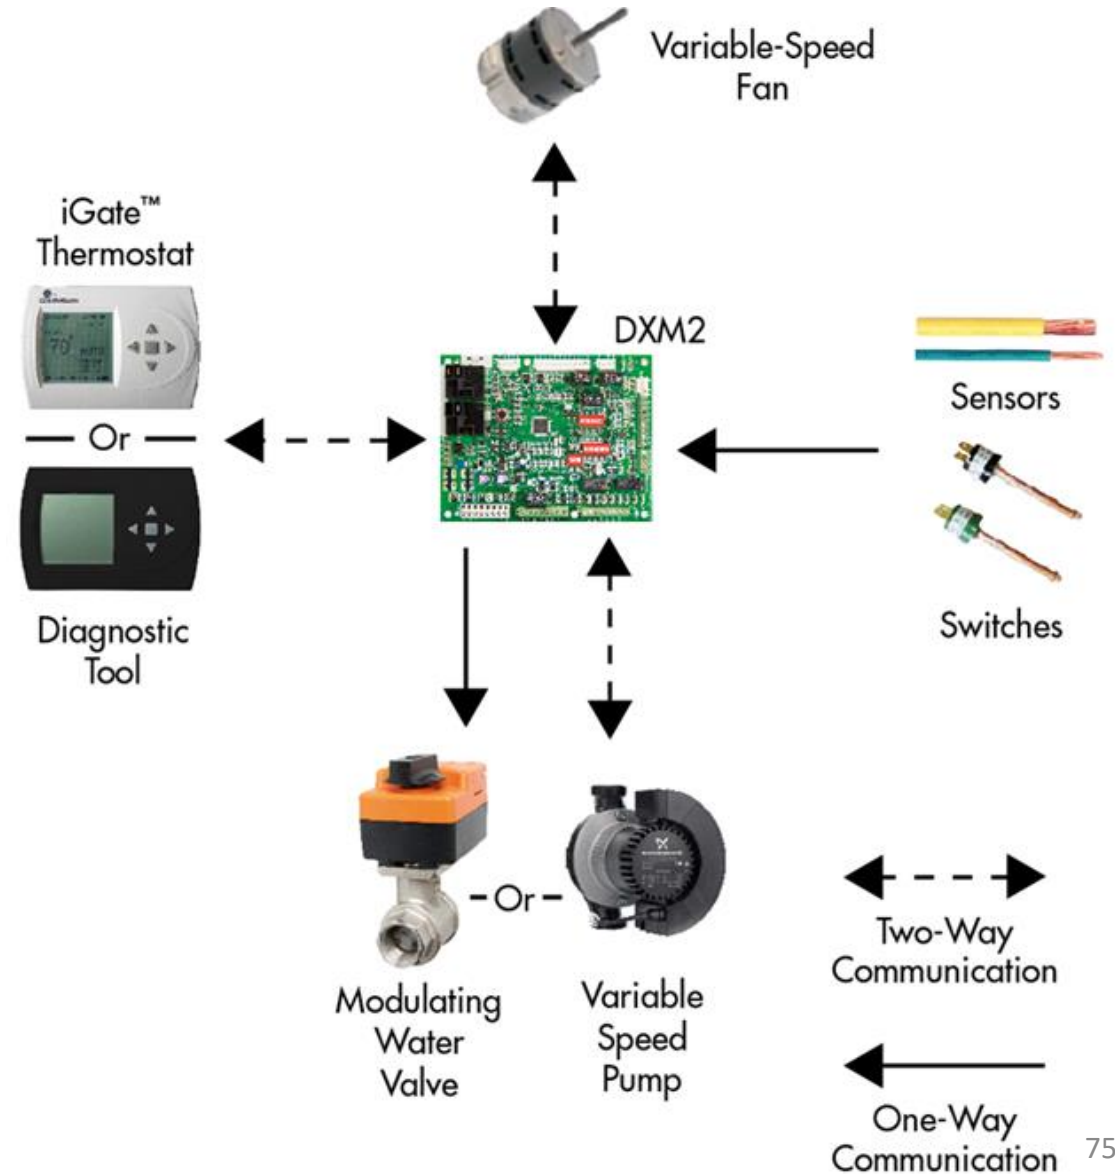 Variable-Speed
Fan
iGate™
Thermostat
70°
Or
Diagnostic
Tool
DXM2
Sensors
Switches
Modulating
Water
Valve
Or
Variable
Speed
Pump
Two-Way
Communication
One-Way
Communication
75